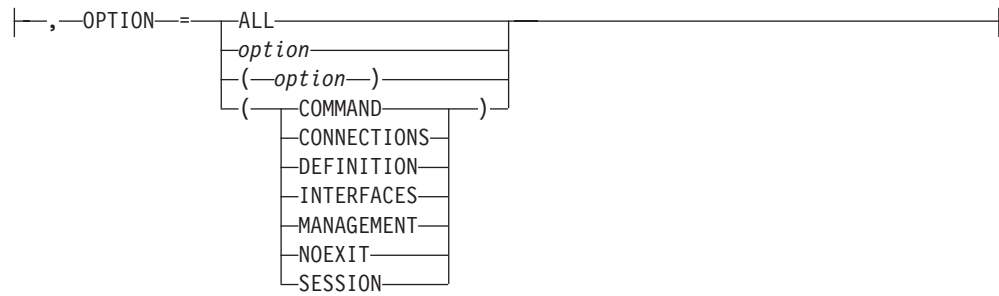 , OPTION = ALL
option
( option )
( COMMAND )
CONNECTIONS
DEFINITION
INTERFACES
MANAGEMENT
NOEXIT
SESSION